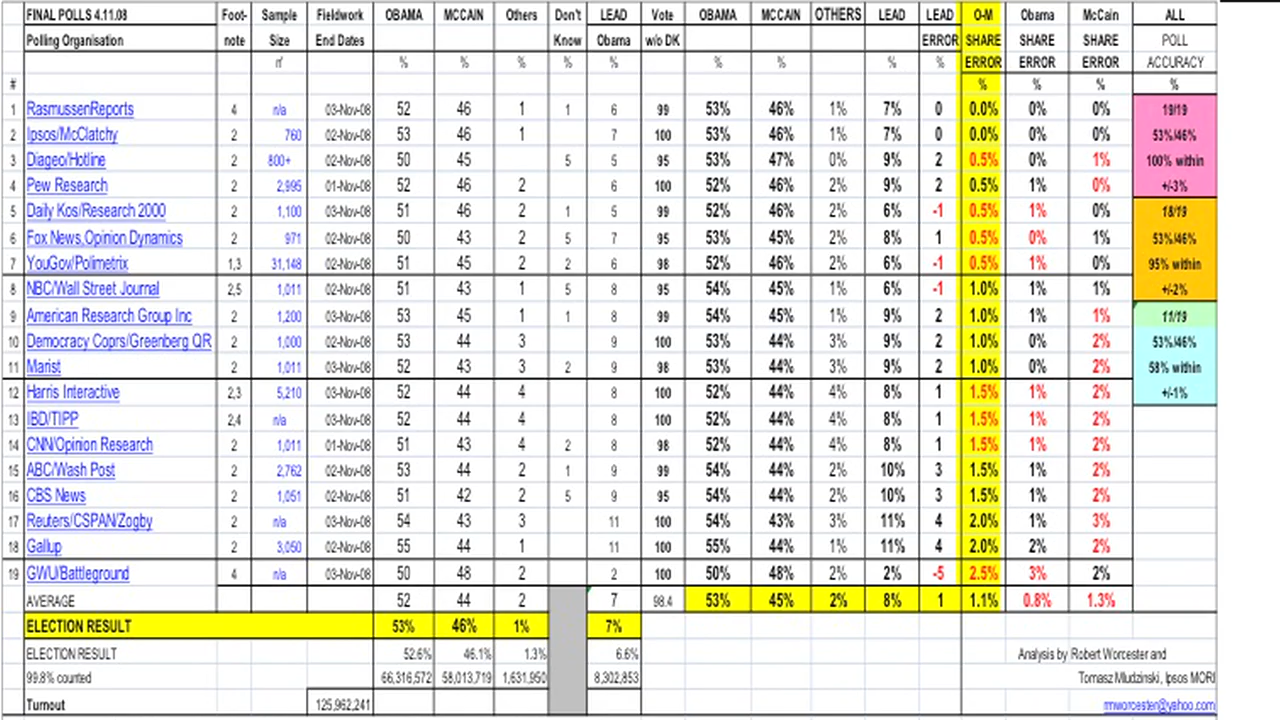 FINAL POLLS 4.11.08 Foot- Sample Fieldwork OBAMA MCCAIN Others Don't LEAD Vote OBAMA MCCAIN OTHERS LEAD LEAD O-M Obama McCain ALL
Polling Organisation note Size End Dates Know Obama w/o DK ERROR SHARE SHARE SHARE POLL
% % % % % % % % % ERROR ERROR ERROR ACCURACY
# % % % %
1 RasmussenReports 4 n/a 03-Nov-08 52 46 1 1 6 99 53% 46% 1% 7% 0 0.0% 0% 0% 19/19
2 Ipsos/McClatchy 2 760 02-Nov-08 53 46 1 7 100 53% 46% 1% 7% 0 0.0% 0% 0% 53%/46%
3 Diageo/Hotline 2 800+ 02-Nov-08 50 45 5 5 95 53% 47% 0% 9% 2 0.5% 0% 1% 100% within
4 Pew Research 2 2,995 01-Nov-08 52 46 2 6 100 52% 46% 2% 9% 2 0.5% 1% 0% +/-3%
5 Daily Kos/Research 2000 2 1,100 03-Nov-08 51 46 2 1 5 99 52% 46% 2% 6% -1 0.5% 1% 0% 18/19
6 Fox News,Opinion Dynamics 2 971 02-Nov-08 50 43 2 5 7 95 53% 45% 2% 8% 1 0.5% 0% 1% 53%/46%
7 YouGov/Polimetrix 1,3 31,148 02-Nov-08 51 45 2 2 6 98 52% 46% 2% 6% -1 0.5% 1% 0% 95% within
8 NBC/Wall Street Journal 2,5 1,011 02-Nov-08 51 43 1 5 8 95 54% 45% 1% 6% -1 1.0% 1% 1% +/-2%
9 American Research Group Inc 2 1,200 03-Nov-08 53 45 1 1 8 99 54% 45% 1% 9% 2 1.0% 1% 1% 11/19
10 Democracy Coprs/Greenberg QR 2 1,000 02-Nov-08 53 44 3 9 100 53% 44% 3% 9% 2 1.0% 0% 2% 53%/46%
11 Marist 2 1,011 03-Nov-08 52 43 3 2 9 98 53% 44% 3% 9% 2 1.0% 0% 2% 58% within
12 Harris Interactive 2,3 5,210 03-Nov-08 52 44 4 8 100 52% 44% 4% 8% 1 1.5% 1% 2% +/-1%
13 IBD/TIPP 2,4 n/a 03-Nov-08 52 44 4 8 100 52% 44% 4% 8% 1 1.5% 1% 2%
14 CNN/Opinion Research 2 1,011 01-Nov-08 51 43 4 2 8 98 52% 44% 4% 8% 1 1.5% 1% 2%
15 ABC/Wash Post 2 2,762 02-Nov-08 53 44 2 1 9 99 54% 44% 2% 10% 3 1.5% 1% 2%
16 CBS News 2 1,051 02-Nov-08 51 42 2 5 9 95 54% 44% 2% 10% 3 1.5% 1% 2%
17 Reuters/CSPAN/Zogby 2 n/a 03-Nov-08 54 43 3 11 100 54% 43% 3% 11% 4 2.0% 1% 3%
18 Gallup 2 3,050 02-Nov-08 55 44 1 11 100 55% 44% 1% 11% 4 2.0% 2% 2%
19 GWU/Battleground 4 n/a 03-Nov-08 50 48 2 2 100 50% 48% 2% 2% -5 2.5% 3% 2%
AVERAGE 52 44 2 7 98.4 53% 45% 2% 8% 1 1.1% 0.8% 1.3%
ELECTION RESULT 53% 46% 1% 7%
ELECTION RESULT 52.6% 46.1% 1.3% 6.6% Analysis by Robert Worcester and
99.8% counted 66,316,572 58,013,719 1,631,950 8,302,853 Tomasz Mludzinski, Ipsos MORI
Turnout 125,962,241 rmworcester@yahoo.com